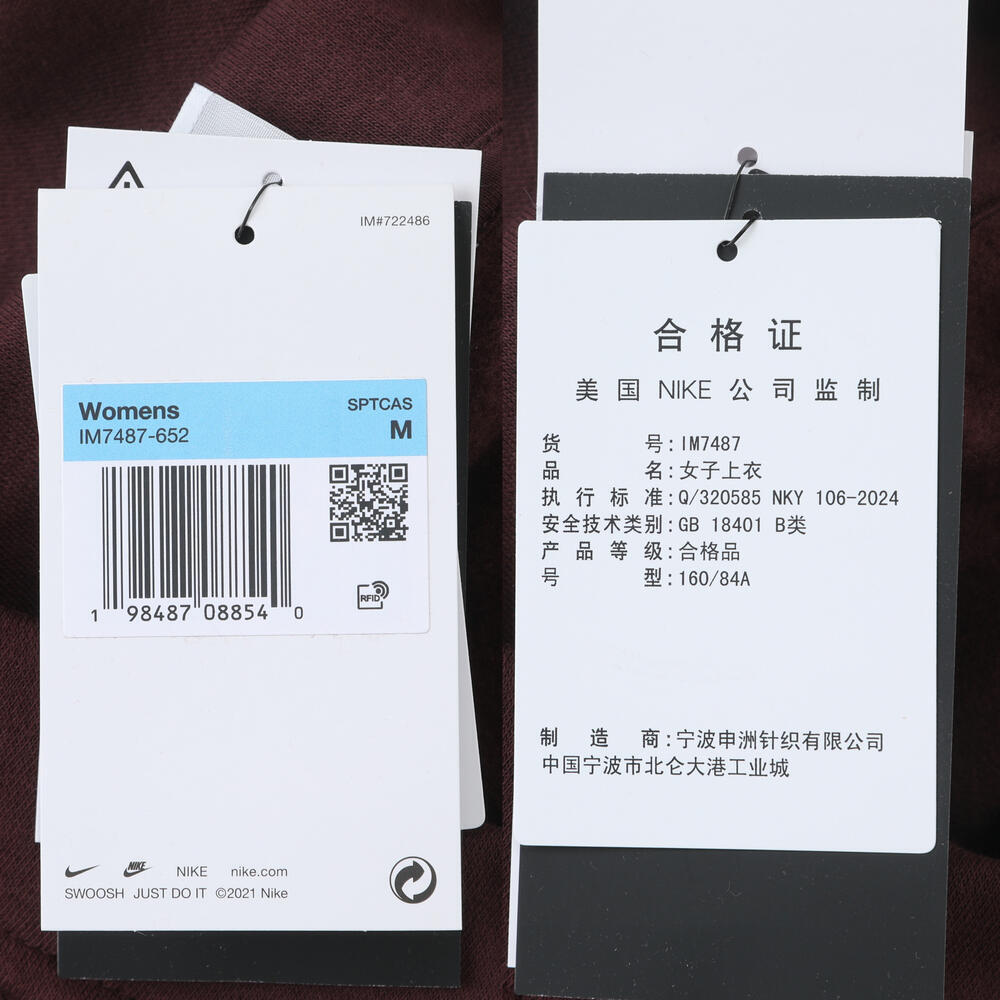 IM#722486
Womens
IM7487-652
SPTCAS
M
1 98487 08854 0
RFID
NIKE
NIKE nike.com
SWOOSH JUST DO IT ©2021 Nike
合格证
美国NIKE公司监制
货号:IM7487
品名:女子上衣
执行标准:Q/320585 NKY 106-2024
安全技术类别:GB 18401 B类
产品等级:合格品
号型:160/84A
制造商:宁波申洲针织有限公司
中国宁波市北仑大港工业城